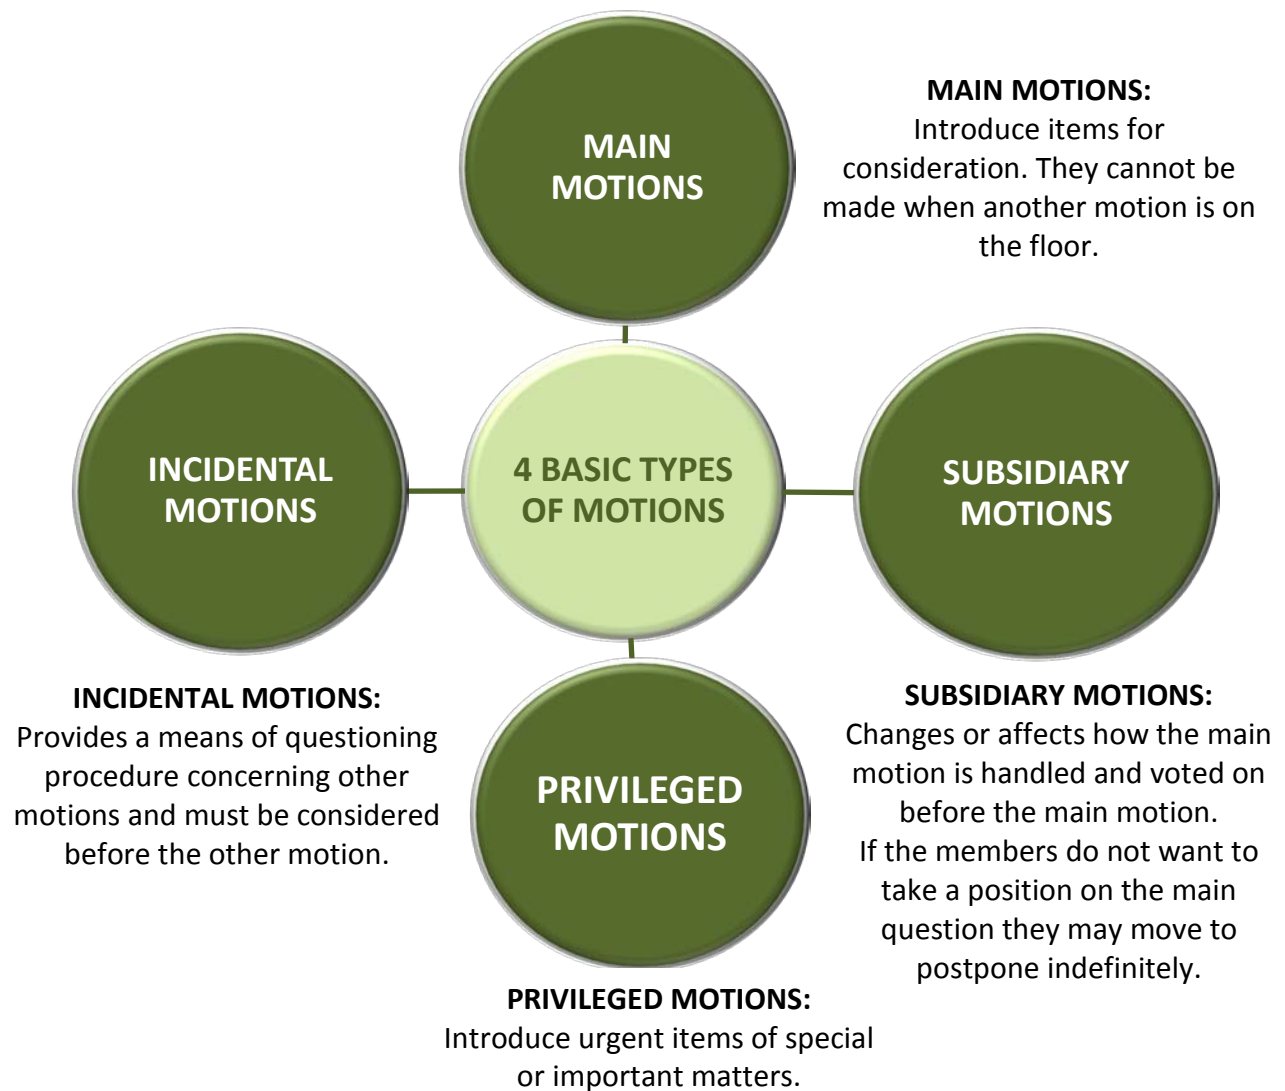 MAIN
MOTIONS
MAIN MOTIONS:
Introduce items for
consideration. They cannot be
made when another motion is on
the floor.
INCIDENTAL
MOTIONS
4 BASIC TYPES
OF MOTIONS
SUBSIDIARY
MOTIONS
INCIDENTAL MOTIONS:
Provides a means of questioning
procedure concerning other
motions and must be considered
before the other motion.
PRIVILEGED
MOTIONS
SUBSIDIARY MOTIONS:
Changes or affects how the main
motion is handled and voted on
before the main motion.
If the members do not want to
take a position on the main
question they may move to
postpone indefinitely.
PRIVILEGED MOTIONS:
Introduce urgent items of special
or important matters.